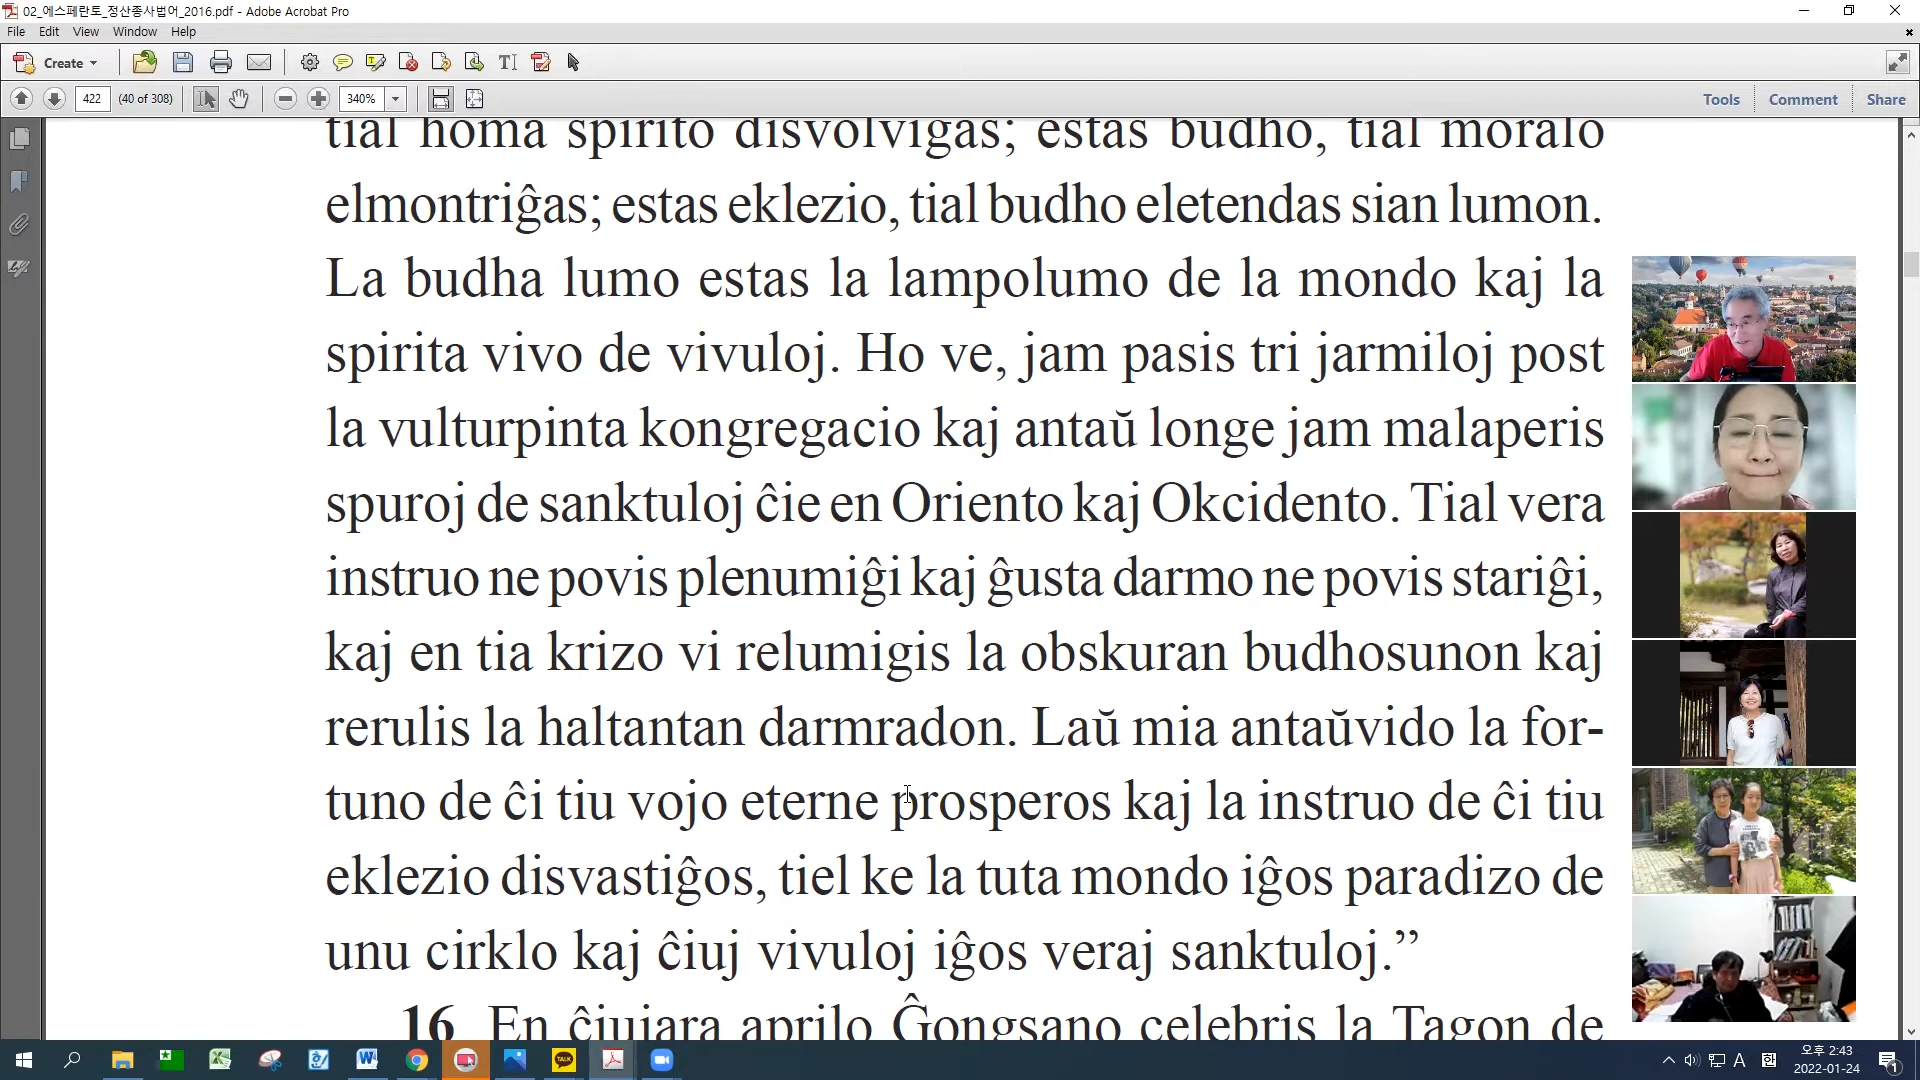 02_에스페란토_정산종사법어_2016.pdf - Adobe Acrobat Pro
File Edit View Window Help
Create
422 (40 of 308) 340% Tools Comment Share
tial homa spirito disvolviĝas; estas budho, tial moralo
elmontriĝas; estas eklezio, tial budho eletendas sian lumon.
La budha lumo estas la lampolumo de la mondo kaj la
spirita vivo de vivuloj. Ho ve, jam pasis tri jarmiloj post
la vulturpinta kongregacio kaj antaŭ longe jam malaperis
spuroj de sanktuloj ĉie en Oriento kaj Okcidento. Tial vera
instruo ne povis plenumiĝi kaj ĝusta darmo ne povis stariĝi,
kaj en tia krizo vi relumigis la obskuran budhosunon kaj
rerulis la haltantan darmradon. Laŭ mia antaŭvido la for-
tuno de ĉi tiu vojo eterne prosperos kaj la instruo de ĉi tiu
eklezio disvastiĝos, tiel ke la tuta mondo iĝos paradizo de
unu cirklo kaj ĉiuj vivuloj iĝos veraj sanktuloj.”
16 En ĉiujara aprilo Ĝongsano celebris la Tagon de
TALK
A 한 오후 2:43
2022-01-24
1